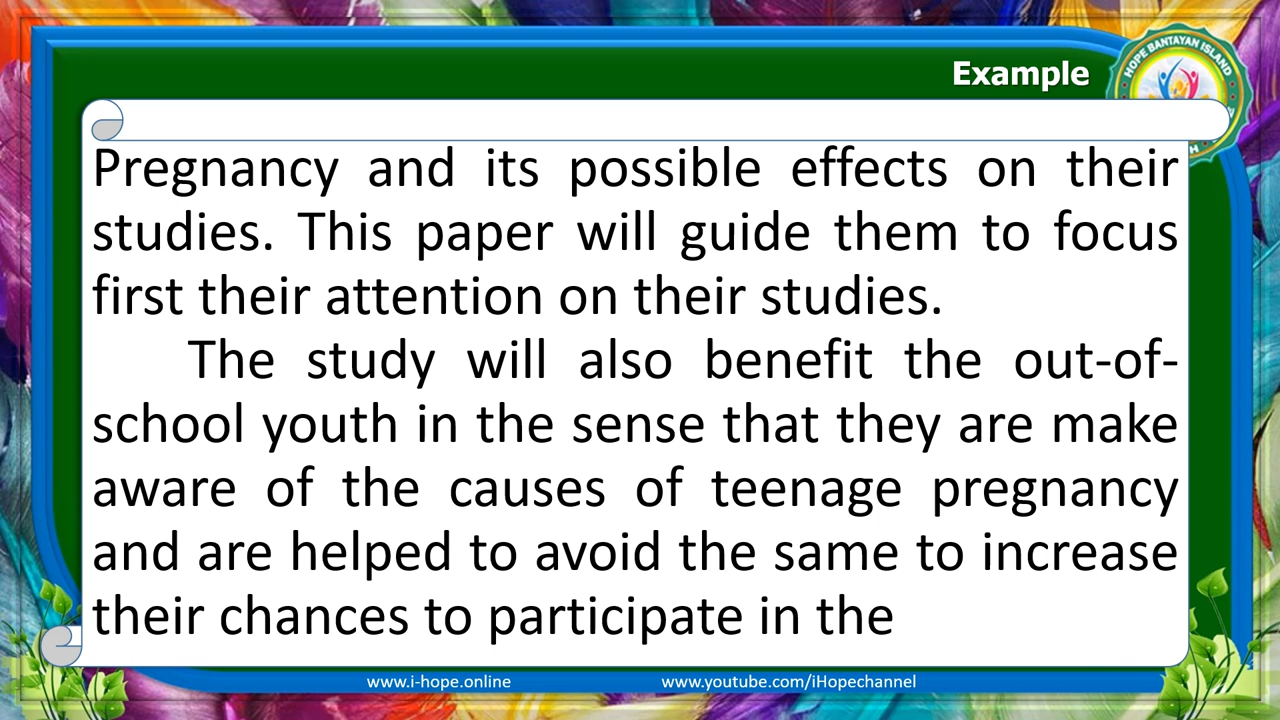 Example
HOPE BANTAYAN ISLAND
Pregnancy and its possible effects on their
studies. This paper will guide them to focus
first their attention on their studies.
The study will also benefit the out-of-
school youth in the sense that they are make
aware of the causes of teenage pregnancy
and are helped to avoid the same to increase
their chances to participate in the
www.i-hope.online
www.youtube.com/iHopechannel